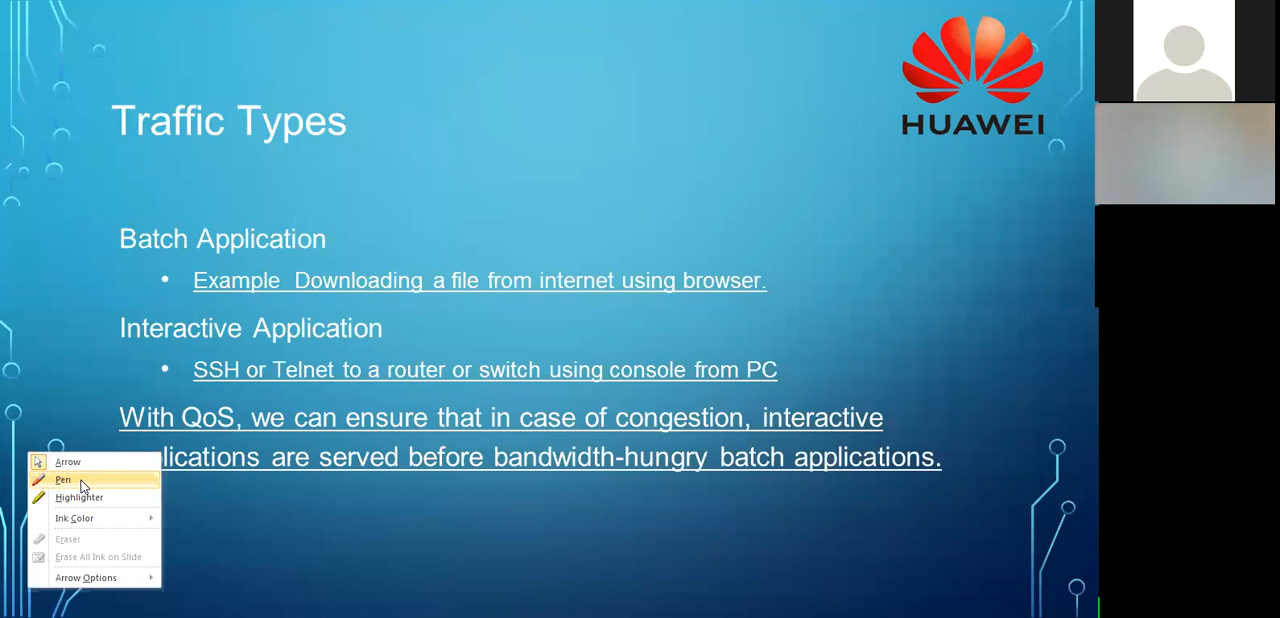 HUAWEI
Traffic Types
Batch Application
• Example Downloading a file from internet using browser.
Interactive Application
• SSH or Telnet to a router or switch using console from PC
With QoS, we can ensure that in case of congestion, interactive
lications are served before bandwidth-hungry batch applications.
Arrow
Pen
Highlighter
Ink Color
Eraser
Erase All Ink on Slide
Arrow Options